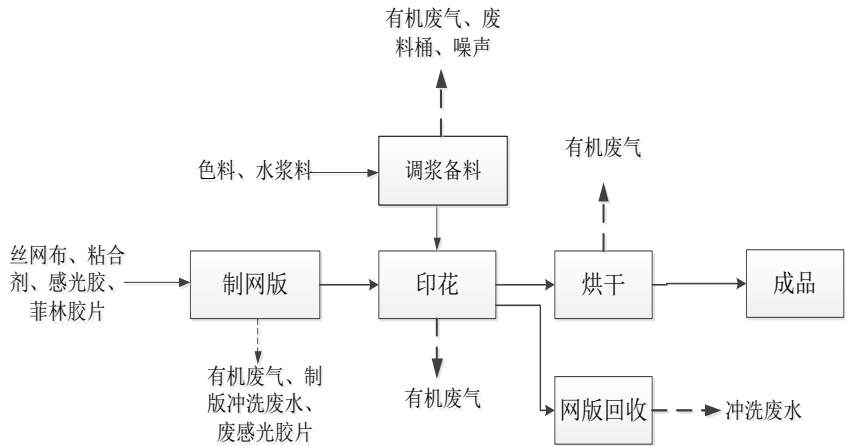 有机废气、废
料桶、噪声
色料、水浆料
调浆备料
有机废气
丝网布、粘合
剂、感光胶、
菲林胶片
制网版
印花
烘干
成品
有机废气、制
版冲洗废水、
废感光胶片
有机废气
网版回收
冲洗废水